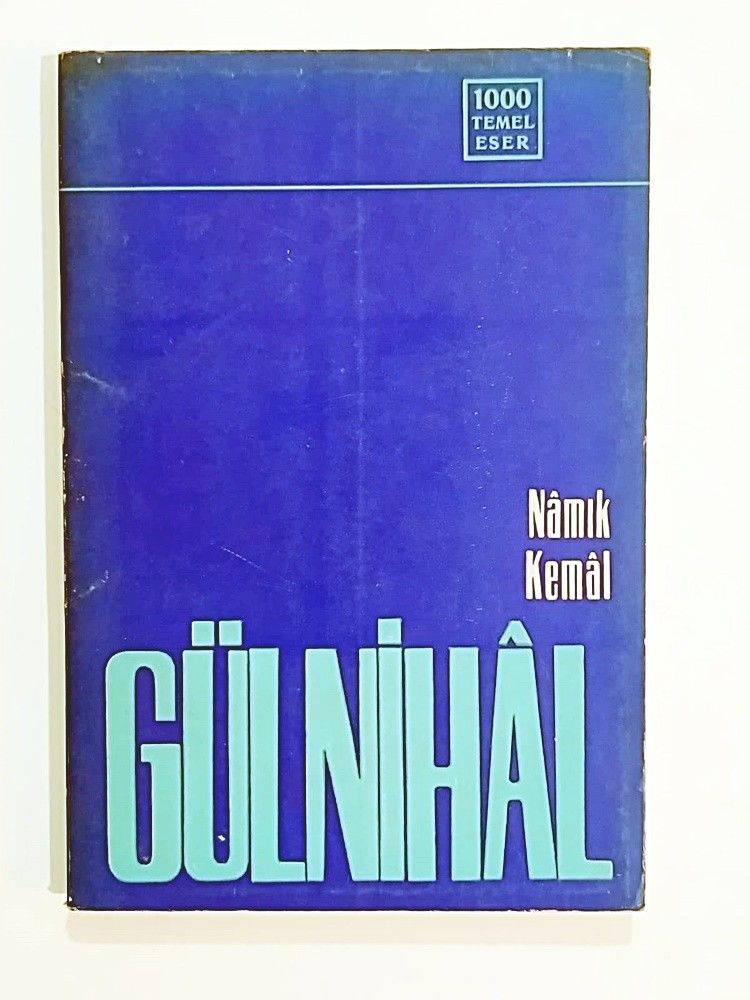 1000
TEMEL
ESER
Nâmık
Kemâl
GÜLNİHÂL